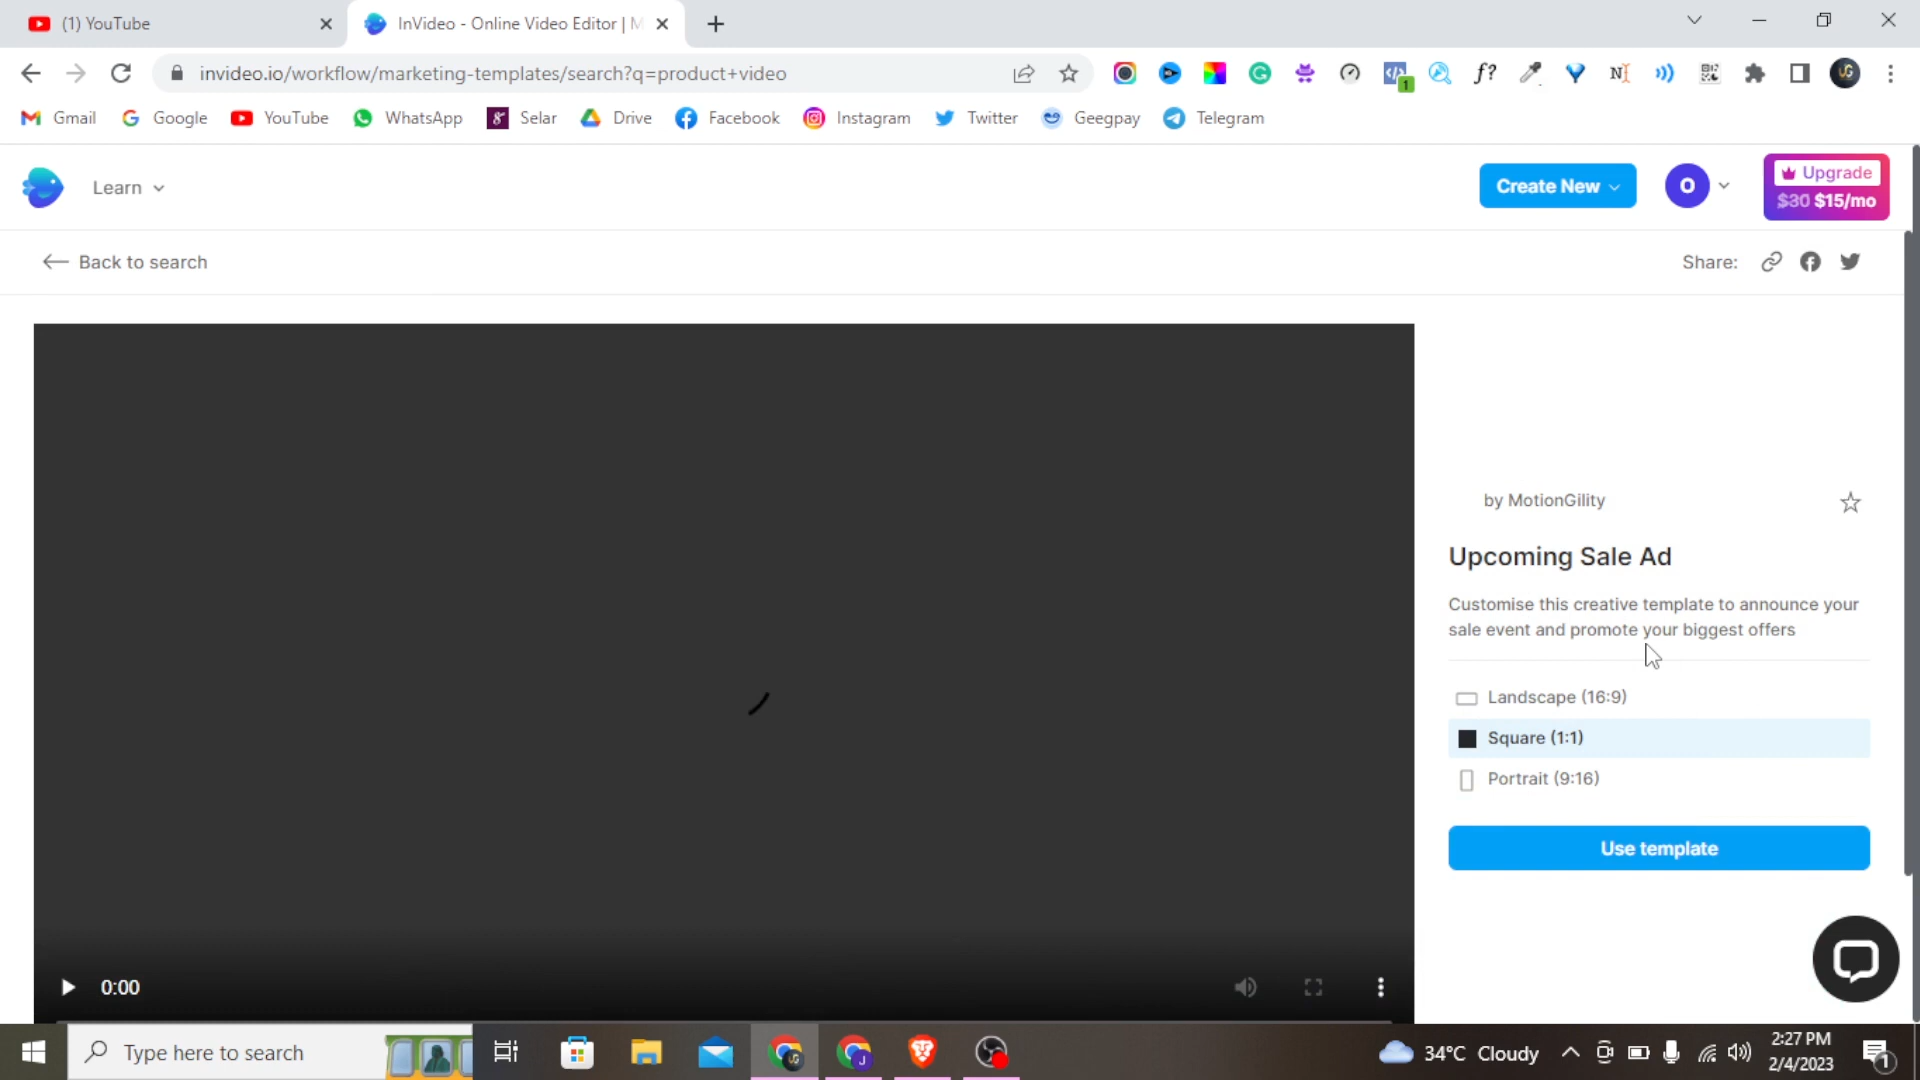 (1) YouTube
InVideo - Online Video Editor | M
invideo.io/workflow/marketing-templates/search?q=product+video
1
f?
UG
Gmail
Google
YouTube
WhatsApp
Selar
Drive
Facebook
Instagram
Twitter
Geegpay
Telegram
Learn
Create New
O
Upgrade
$30 $15/mo
Back to search
Share:
by MotionGility
Upcoming Sale Ad
Customise this creative template to announce your
sale event and promote your biggest offers
Landscape (16:9)
Square (1:1)
Portrait (9:16)
Use template
0:00
Type here to search
J
34°C Cloudy
2:27 PM
2/4/2023
1